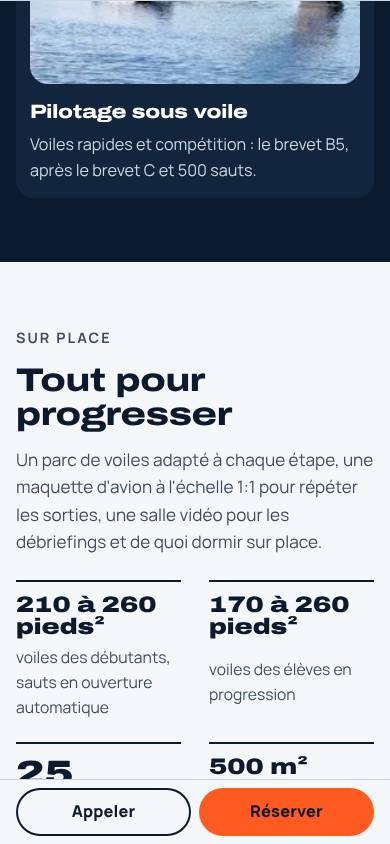 Pilotage sous voile
Voiles rapides et compétition : le brevet B5,
après le brevet C et 500 sauts.
SUR PLACE
Tout pour
progresser
Un parc de voiles adapté à chaque étape, une
maquette d'avion à l'échelle 1:1 pour répéter
les sorties, une salle vidéo pour les
débriefings et de quoi dormir sur place.
210 à 260
pieds²
voiles des débutants,
sauts en ouverture
automatique
170 à 260
pieds²
voiles des élèves en
progression
25
500 m²
Appeler
Réserver